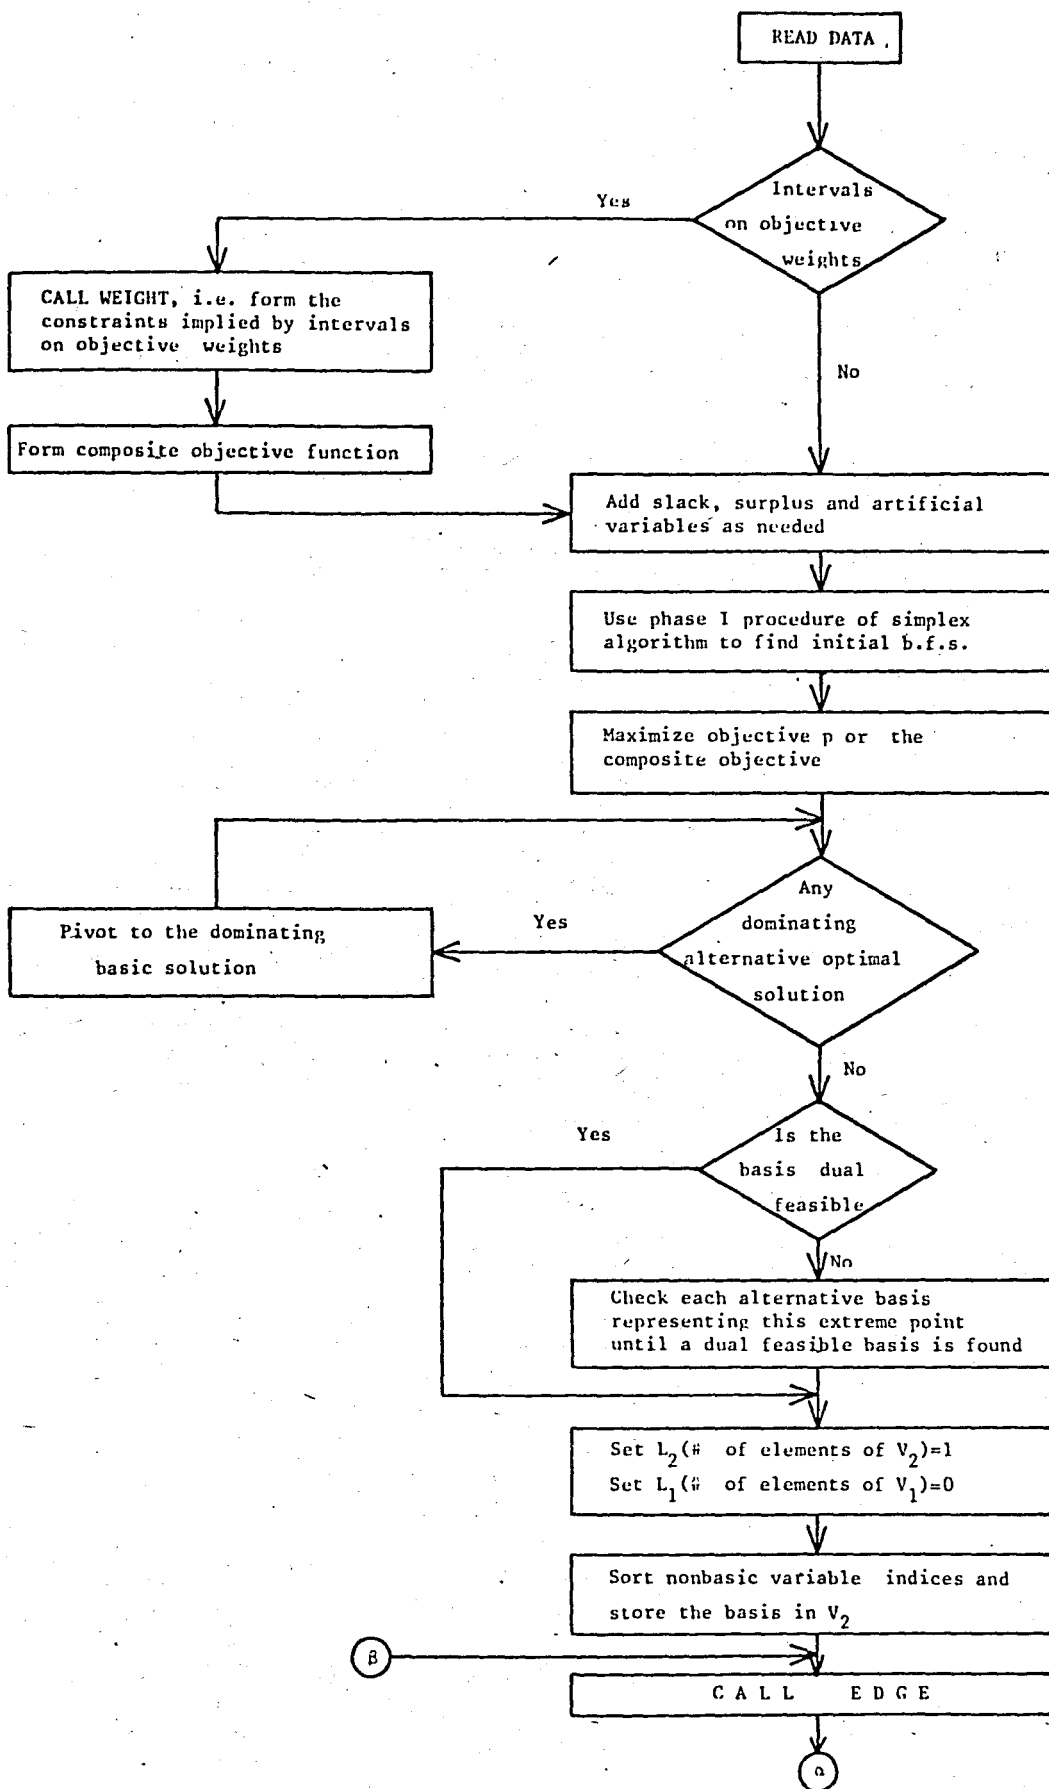 READ DATA
Intervals
on objective
weights
Yes
No
CALL WEIGHT, i.e. form the
constraints implied by intervals
on objective weights
Form composite objective function
Add slack, surplus and artificial
variables as needed
Use phase I procedure of simplex
algorithm to find initial b.f.s.
Maximize objective p or the
composite objective
Any
dominating
alternative optimal
solution
Yes
Pivot to the dominating
basic solution
No
Is the
basis dual
feasible
Yes
No
Check each alternative basis
representing this extreme point
until a dual feasible basis is found
Set L2(# of elements of V2)=1
Set L1(# of elements of V1)=0
Sort nonbasic variable indices and
store the basis in V2
β
CALL EDGE